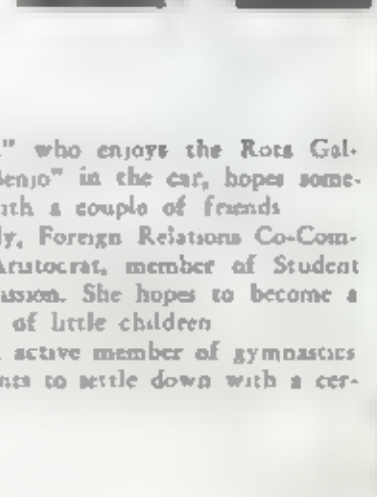 " who enjoys the Rota Gal-
Benjo" in the car, hopes some-
ith a couple of friends
ly, Foreign Relations Co-Com-
Aristocrat, member of Student
ussion. She hopes to become a
of little children
active member of gymnastics
nts to settle down with a cer-